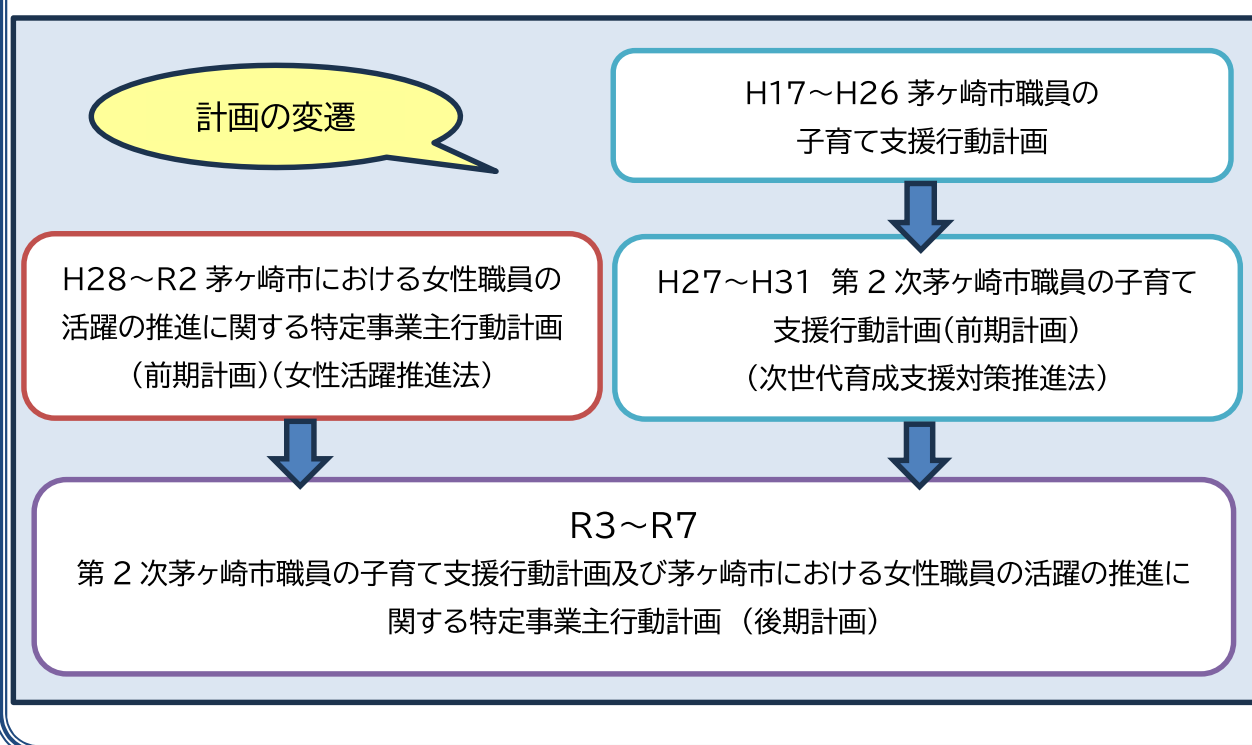 計画の変遷
H17～H26 茅ヶ崎市職員の
子育て支援行動計画
H28～R2 茅ヶ崎市における女性職員の
活躍の推進に関する特定事業主行動計画
（前期計画）（女性活躍推進法）
H27～H31 第 2 次茅ヶ崎市職員の子育て
支援行動計画（前期計画）
（次世代育成支援対策推進法）
R3～R7
第 2 次茅ヶ崎市職員の子育て支援行動計画及び茅ヶ崎市における女性職員の活躍の推進に
関する特定事業主行動計画 （後期計画）